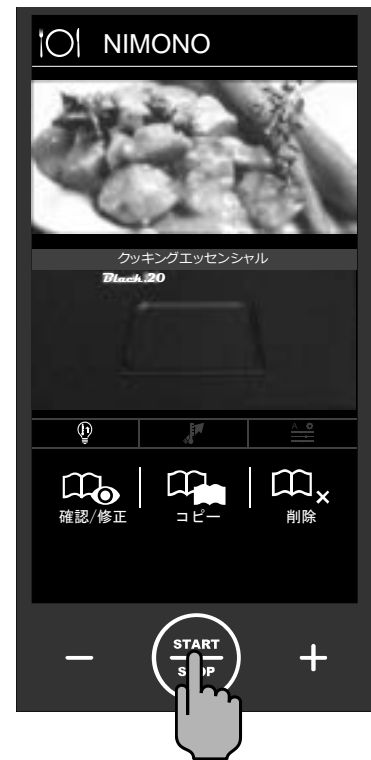 NIMONO
クッキングエッセンシャル
Black.20
h
A
確認/修正
コピー
削除
START
STOP